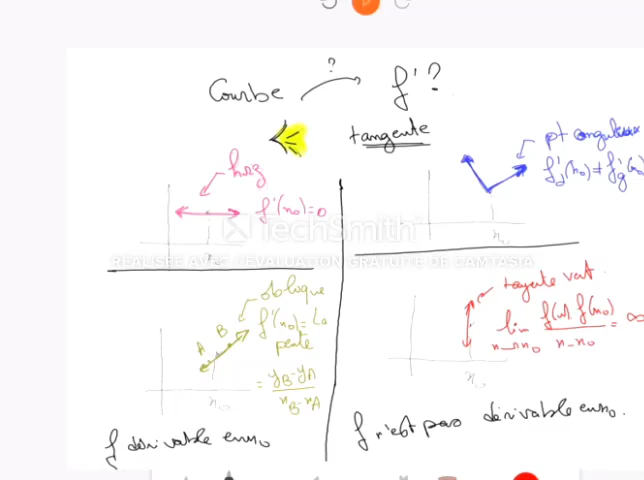 Courbe ? f' ?
tangente
hrz
f'(x₀)=0
pt anguleux
f'd(x₀) ≠ f'g(x₀)
x₀
x₀
TechSmith
RÉALISÉE AVEC L'ÉVALUATION GRATUITE DE CAMTASIA
oblique
A B
f'(x₀) = La
pente
= yB-yA / xB-xA
x₀
f dérivable en x₀
tangente vert.
lim f(x) f(x₀) / x-x₀ = ∞
x→x₀
x₀
f n'est pas dérivable en x₀